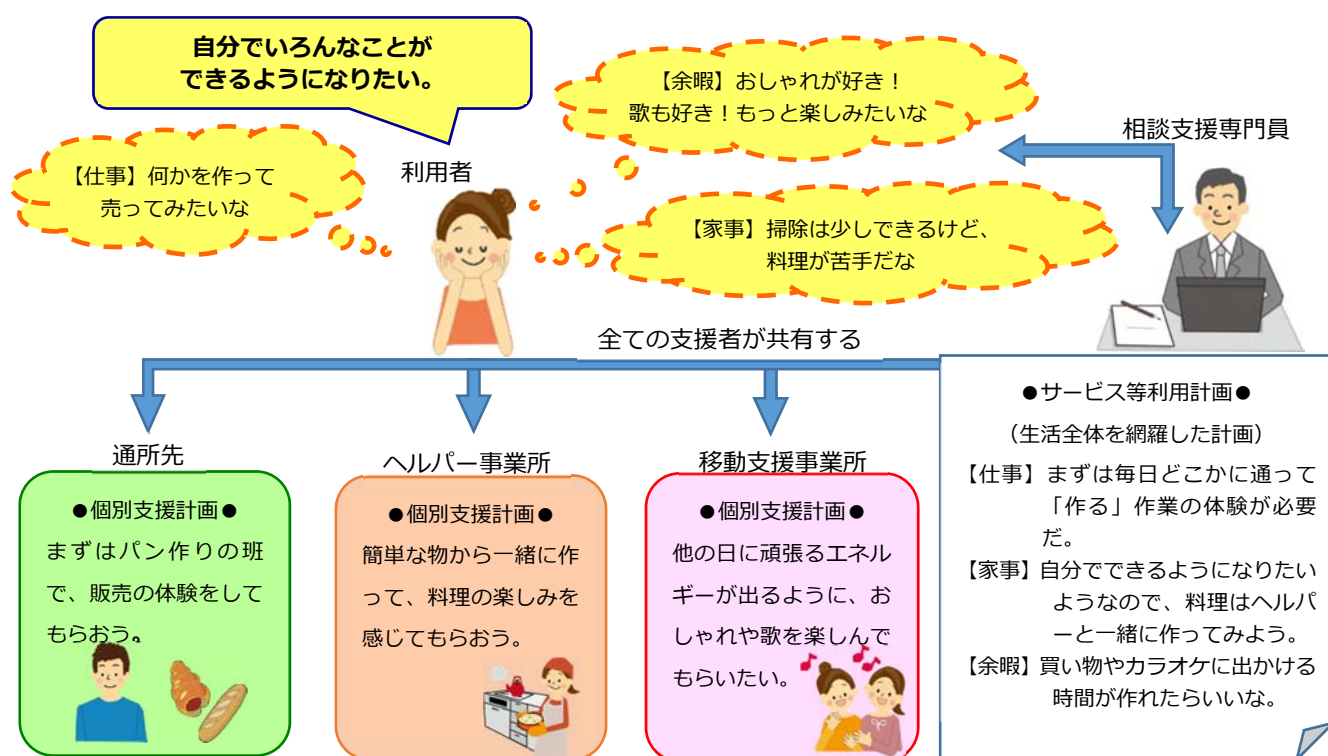 自分でいろんなことが
できるようになりたい。
【余暇】おしゃれが好き!
歌も好き!もっと楽しみたいな
相談支援専門員
【仕事】何かを作って
売ってみたいな
利用者
【家事】掃除は少しできるけど、
料理が苦手だな
全ての支援者が共有する
通所先
●個別支援計画●
まずはパン作りの班
で、販売の体験をして
もらおう。
ヘルパー事業所
●個別支援計画●
簡単な物から一緒に作
って、料理の楽しみを
感じてもらおう。
移動支援事業所
●個別支援計画●
他の日に頑張るエネル
ギーが出るように、お
しゃれや歌を楽しんで
もらいたい。
●サービス等利用計画●
(生活全体を網羅した計画)
【仕事】まずは毎日どこかに通って
「作る」作業の体験が必要
だ。
【家事】自分でできるようになりたい
ようなので、料理はヘルパ
ーと一緒に作ってみよう。
【余暇】買い物やカラオケに出かける
時間が作れたらいいな。